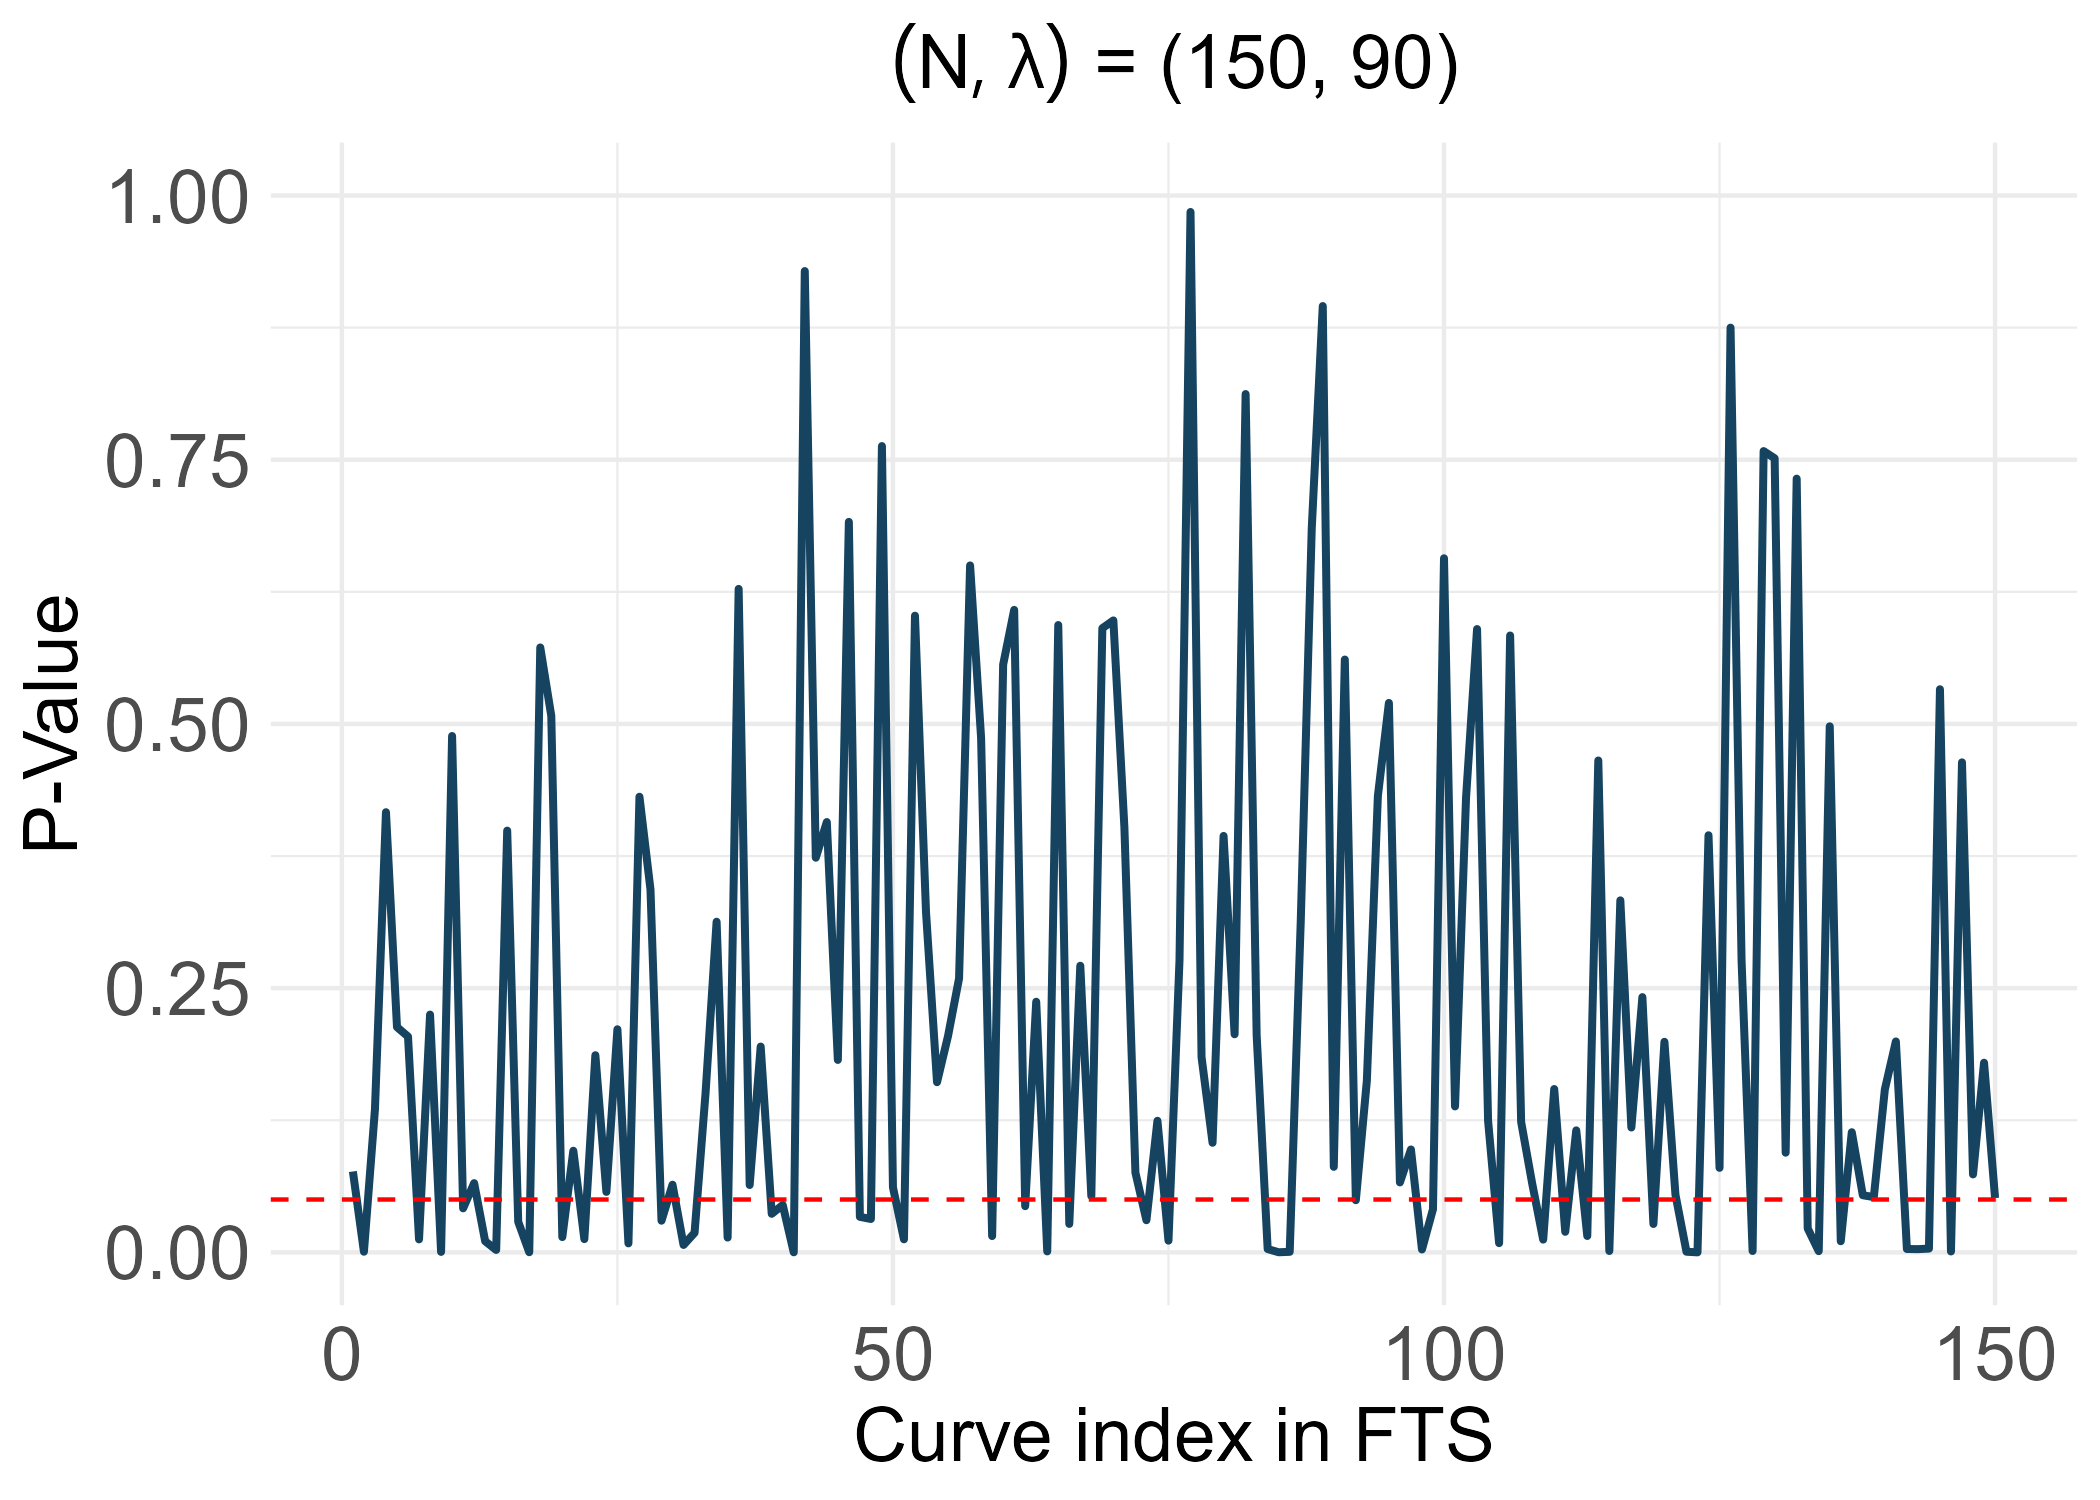 (N, λ) = (150, 90)
1.00
0.75
0.50
0.25
0.00
P-Value
0 50 100 150
Curve index in FTS